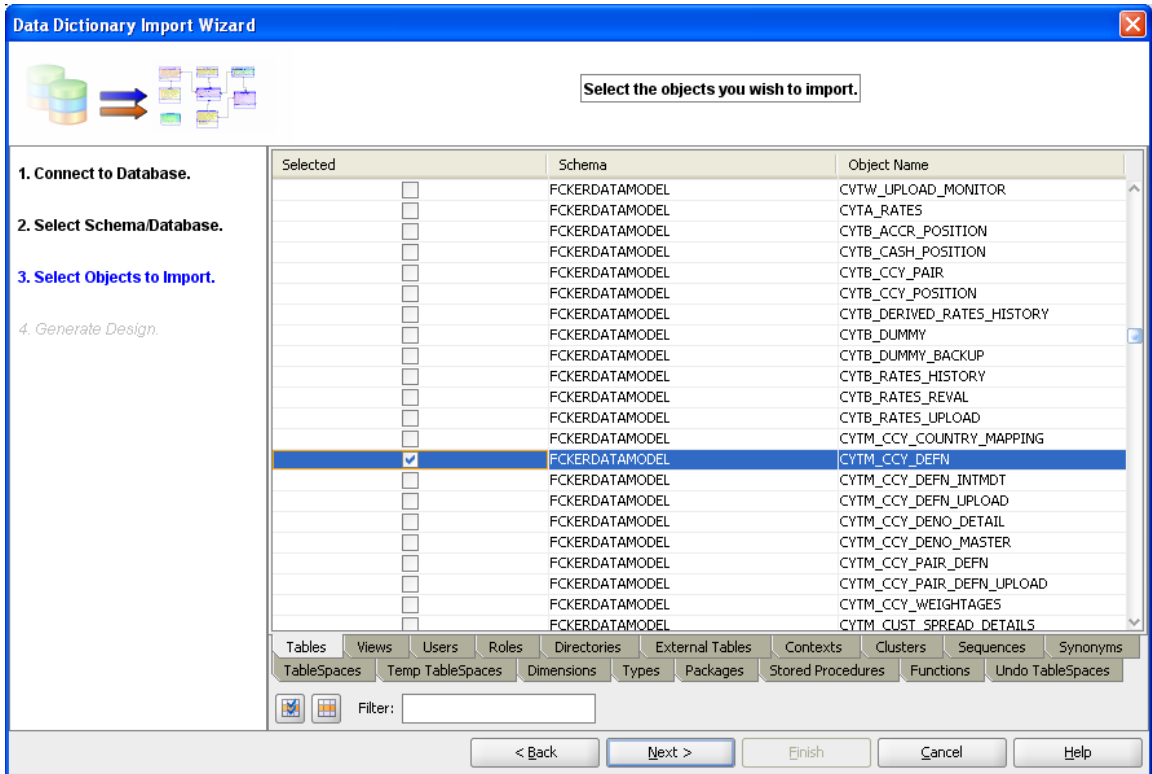 Data Dictionary Import Wizard
Select the objects you wish to import.
1. Connect to Database.
2. Select Schema/Database.
3. Select Objects to Import.
4. Generate Design.
Selected Schema Object Name
FCKERDATAMODEL CVTW_UPLOAD_MONITOR
FCKERDATAMODEL CYTA_RATES
FCKERDATAMODEL CYTB_ACCR_POSITION
FCKERDATAMODEL CYTB_CASH_POSITION
FCKERDATAMODEL CYTB_CCY_PAIR
FCKERDATAMODEL CYTB_CCY_POSITION
FCKERDATAMODEL CYTB_DERIVED_RATES_HISTORY
FCKERDATAMODEL CYTB_DUMMY
FCKERDATAMODEL CYTB_DUMMY_BACKUP
FCKERDATAMODEL CYTB_RATES_HISTORY
FCKERDATAMODEL CYTB_RATES_REVAL
FCKERDATAMODEL CYTB_RATES_UPLOAD
FCKERDATAMODEL CYTM_CCY_COUNTRY_MAPPING
FCKERDATAMODEL CYTM_CCY_DEFN
FCKERDATAMODEL CYTM_CCY_DEFN_INTMDT
FCKERDATAMODEL CYTM_CCY_DEFN_UPLOAD
FCKERDATAMODEL CYTM_CCY_DENO_DETAIL
FCKERDATAMODEL CYTM_CCY_DENO_MASTER
FCKERDATAMODEL CYTM_CCY_PAIR_DEFN
FCKERDATAMODEL CYTM_CCY_PAIR_DEFN_UPLOAD
FCKERDATAMODEL CYTM_CCY_WEIGHTAGES
FCKERDATAMODEL CYTM_CUST_SPREAD_DETAILS
Tables Views Users Roles Directories External Tables Contexts Clusters Sequences Synonyms
TableSpaces Temp TableSpaces Dimensions Types Packages Stored Procedures Functions Undo TableSpaces
Filter:
< Back Next > Finish Cancel Help